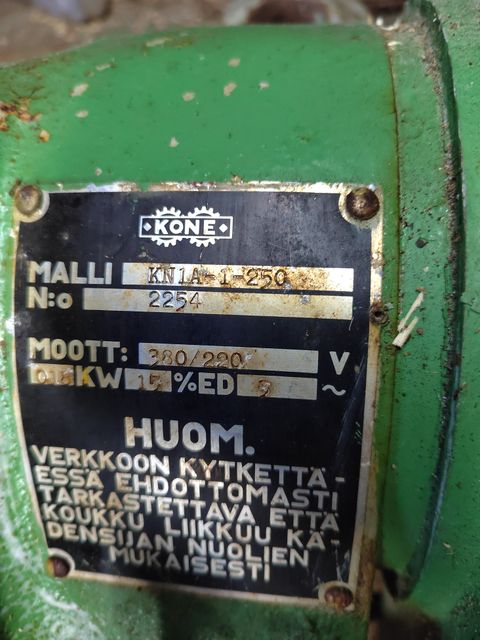 KONE
MALLI KN1A-1-250
N:o 2254
MOOTT: 380/220 V
KW 15 %ED 3 ~
HUOM.
VERKKOON KYTKETTÄ-
ESSÄ EHDOTTOMASTI
TARKASTETTAVA ETTÄ
KOUKKU LIIKKUU KÄ-
DENSIJAN NUOLIEN
MUKAISESTI